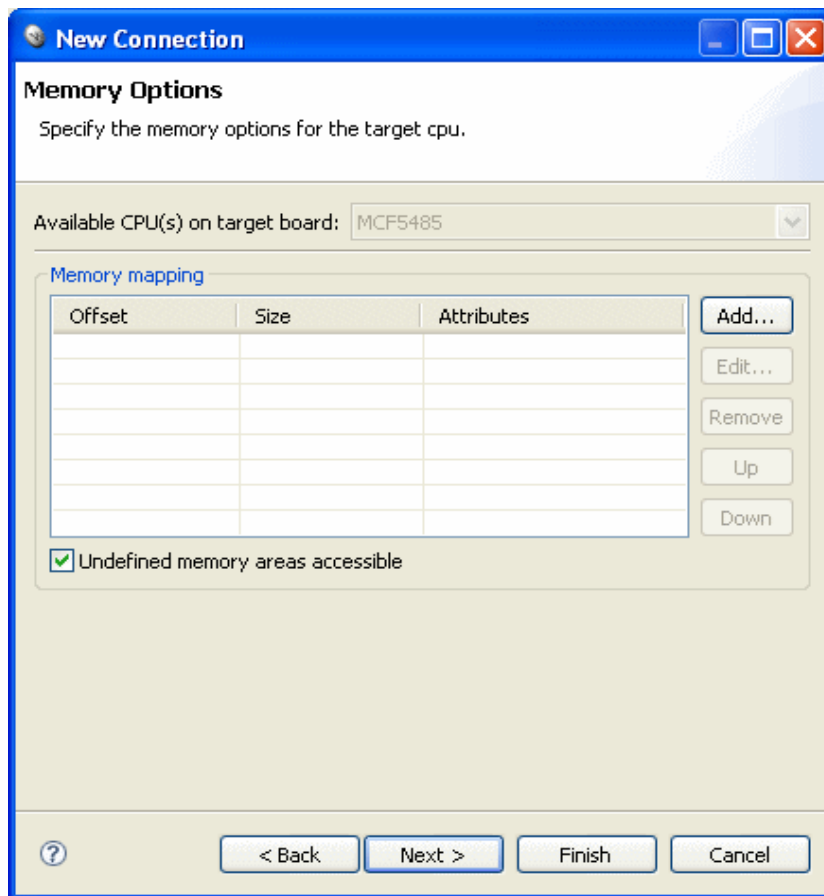 New Connection
Memory Options
Specify the memory options for the target cpu.
Available CPU(s) on target board: MCF5485
Memory mapping
Offset Size Attributes
Add...
Edit...
Remove
Up
Down
Undefined memory areas accessible
? < Back Next > Finish Cancel